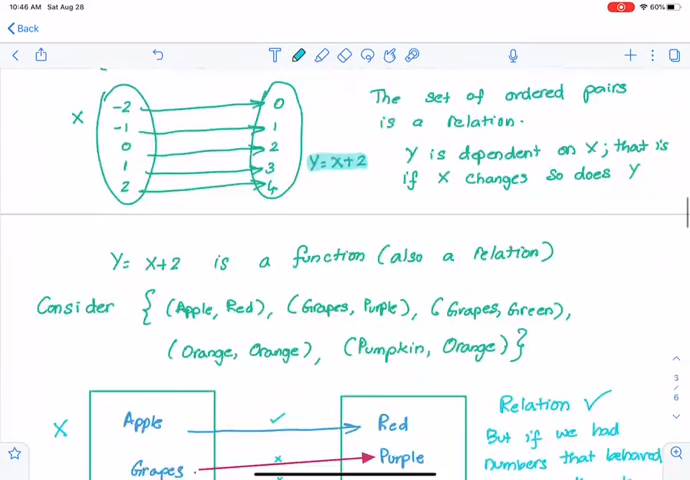 10:46 AM Sat Aug 28
60%
Back
X
-2
-1
0
1
2
0
1
2
3
4
Y=X+2
The set of ordered pairs
is a relation.
Y is dependent on X; that is
if X changes so does Y
Y= X+2 is a function (also a relation)
Consider { (Apple, Red), (Grapes, Purple), (Grapes, Green),
(Orange, Orange), (Pumpkin, Orange) }
X
Apple
Grapes
Red
Purple
Relation ✓
But if we had
numbers that behaved
3
/
6